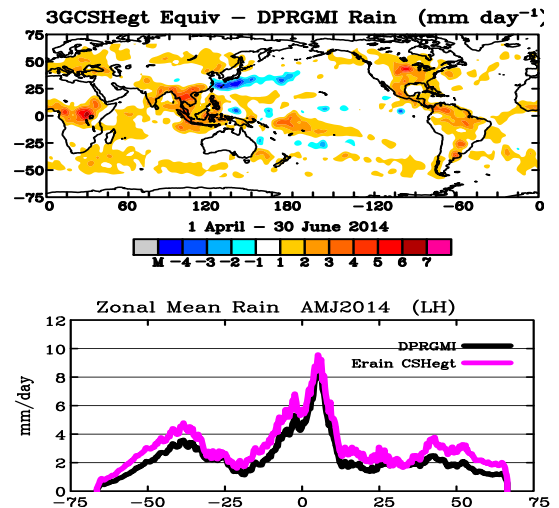 3GCSHegt Equiv – DPRGMI Rain (mm day⁻¹)
75
50
25
0
−25
−50
−75
0 60 120 180 −120 −60 0
1 April – 30 June 2014
M −4 −3 −2 −1 1 2 3 4 5 6 7
Zonal Mean Rain AMJ2014 (LH)
12
10
8
6
4
2
0
mm/day
DPRGMI
Erain CSHegt
−75 −50 −25 0 25 50 75